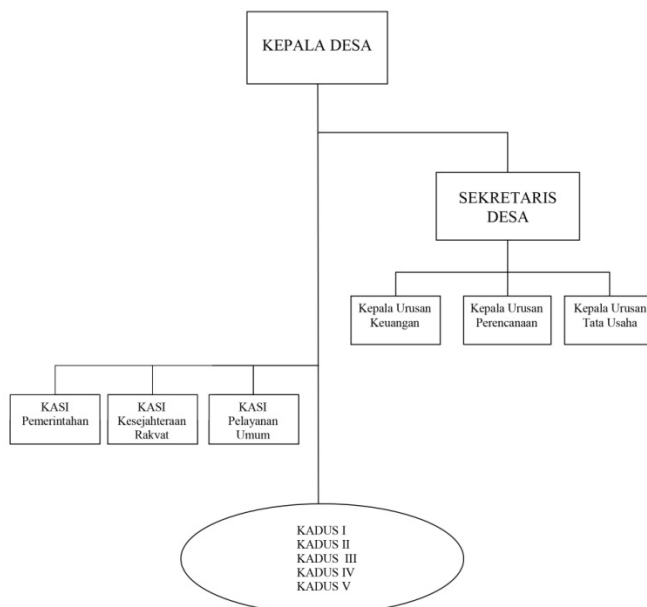 KEPALA DESA
SEKRETARIS
DESA
Kepala Urusan
Keuangan
Kepala Urusan
Perencanaan
Kepala Urusan
Tata Usaha
KASI
Pemerintahan
KASI
Kesejahteraan
Rakvat
KASI
Pelayanan
Umum
KADUS I
KADUS II
KADUS III
KADUS IV
KADUS V